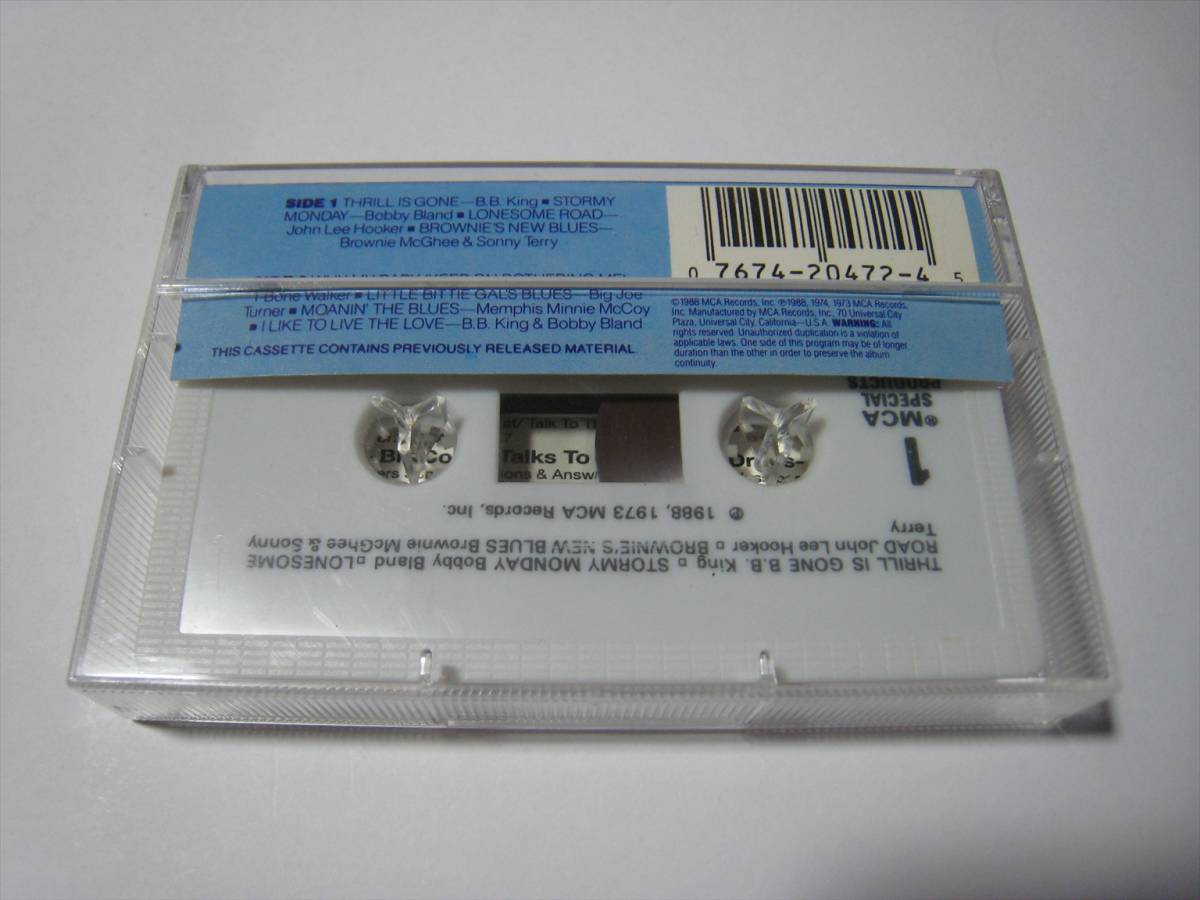 SIDE 1 THRILL IS GONE—B.B. King ▪ STORMY
MONDAY—Bobby Bland ▪ LONESOME ROAD—
John Lee Hooker ▪ BROWNIE'S NEW BLUES—
Brownie McGhee & Sonny Terry
0 7674-20472-4 5
T-Bone Walker ▪ LITTLE BITTIE GAL'S BLUES—Big Joe
Turner ▪ MOANIN' THE BLUES—Memphis Minnie McCoy
▪ I LIKE TO LIVE THE LOVE—B.B. King & Bobby Bland
THIS CASSETTE CONTAINS PREVIOUSLY RELEASED MATERIAL.
©1988 MCA Records, Inc. ℗1988, 1974, 1973 MCA Records,
Inc. Manufactured by MCA Records, Inc., 70 Universal City
Plaza, Universal City, California—U.S.A. WARNING: All
rights reserved. Unauthorized duplication is a violation of
applicable laws. One side of this program may be of longer
duration than the other in order to preserve the album
continuity.
®MCA
SPECIAL
PRODUCTS
1
Talk To
Talks To
ons & Answ
℗ 1988, 1973 MCA Records, Inc.
THRILL IS GONE B.B. King ▫ STORMY MONDAY Bobby Bland ▫ LONESOME
ROAD John Lee Hooker ▫ BROWNIE'S NEW BLUES Brownie McGhee & Sonny
Terry